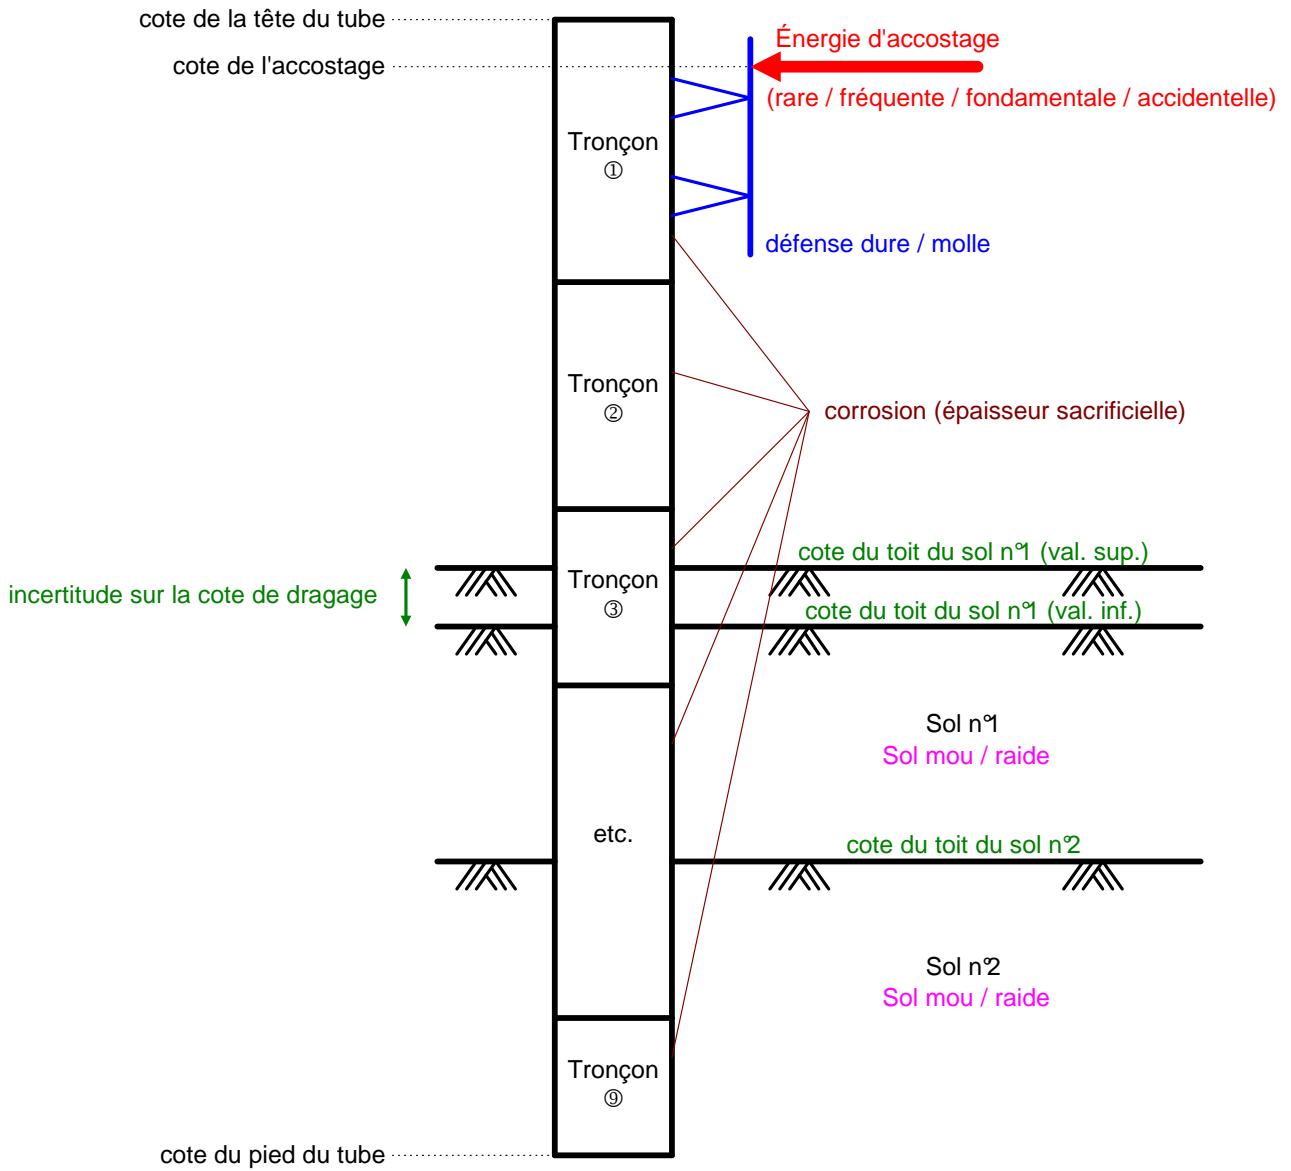 cote de la tête du tube
Énergie d'accostage
cote de l'accostage
(rare / fréquente / fondamentale / accidentelle)
Tronçon
①
défense dure / molle
Tronçon
②
corrosion (épaisseur sacrificielle)
cote du toit du sol n°1 (val. sup.)
Tronçon
③
incertitude sur la cote de dragage
cote du toit du sol n°1 (val. inf.)
Sol n°1
Sol mou / raide
etc.
cote du toit du sol n°2
Sol n°2
Sol mou / raide
Tronçon
⑨
cote du pied du tube